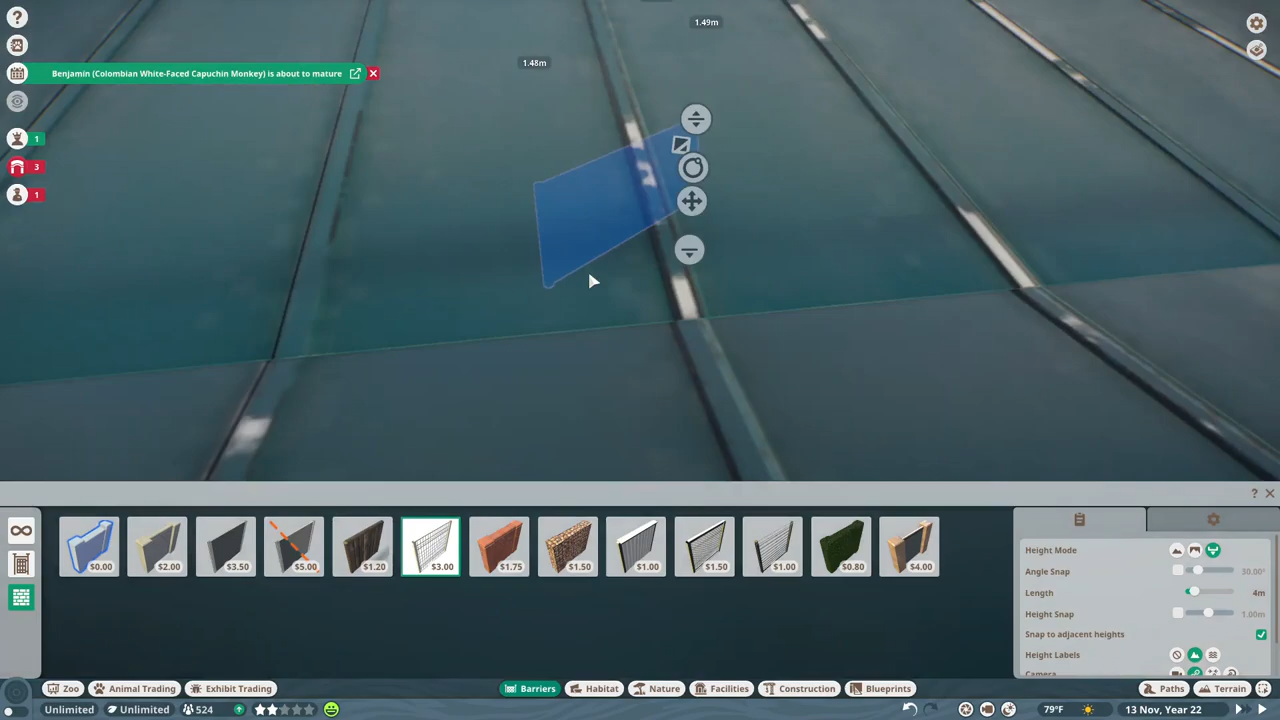 ?
1.49m
1.48m
Benjamin (Colombian White-Faced Capuchin Monkey) is about to mature
1
3
1
?
$0.00
$2.00
$3.50
$5.00
$1.20
$3.00
$1.75
$1.50
$1.00
$1.50
$1.00
$0.80
$4.00
Height Mode
Angle Snap
30.00°
Length
4m
Height Snap
1.00m
Snap to adjacent heights
Height Labels
Camera
Zoo
Animal Trading
Exhibit Trading
Barriers
Habitat
Nature
Facilities
Construction
Blueprints
Paths
Terrain
Unlimited
Unlimited
524
79°F
13 Nov, Year 22